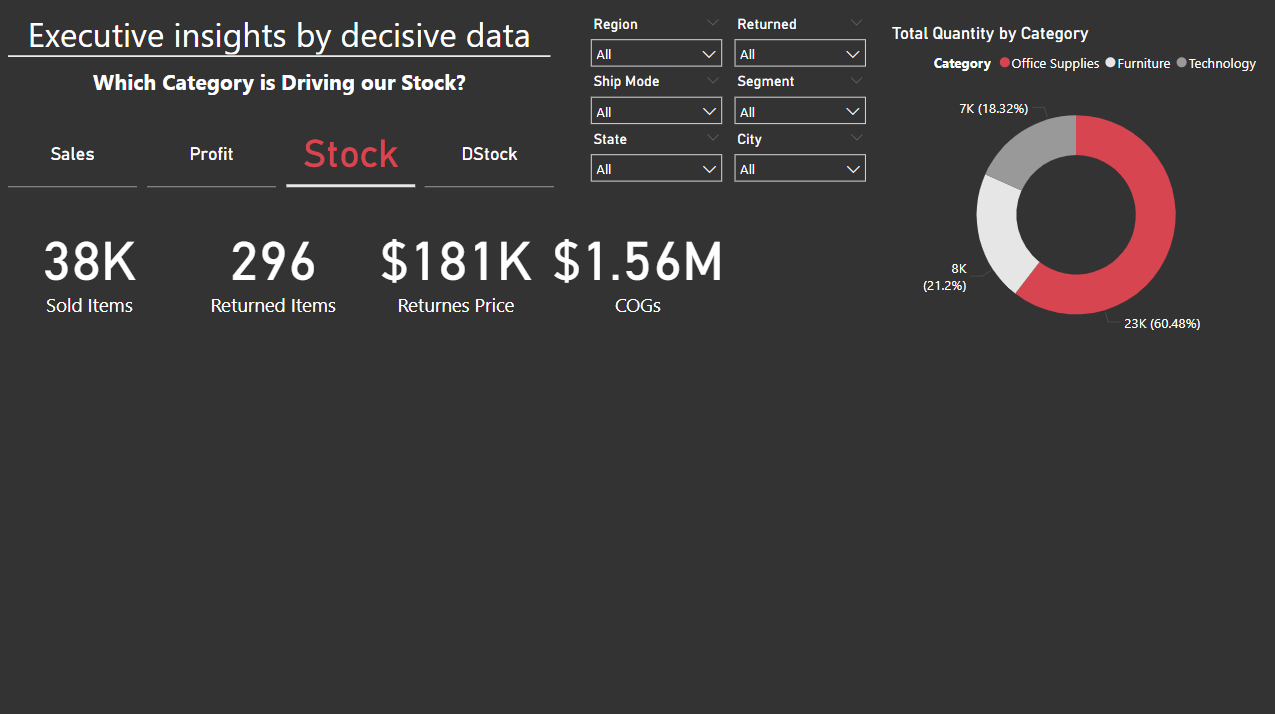 Executive insights by decisive data
Which Category is Driving our Stock?
Sales
Profit
Stock
DStock
Region
All
Returned
All
Ship Mode
All
Segment
All
State
All
City
All
38K
Sold Items
296
Returned Items
$181K
Returnes Price
$1.56M
COGs
Total Quantity by Category
Category Office Supplies Furniture Technology
7K (18.32%)
8K
(21.2%)
23K (60.48%)